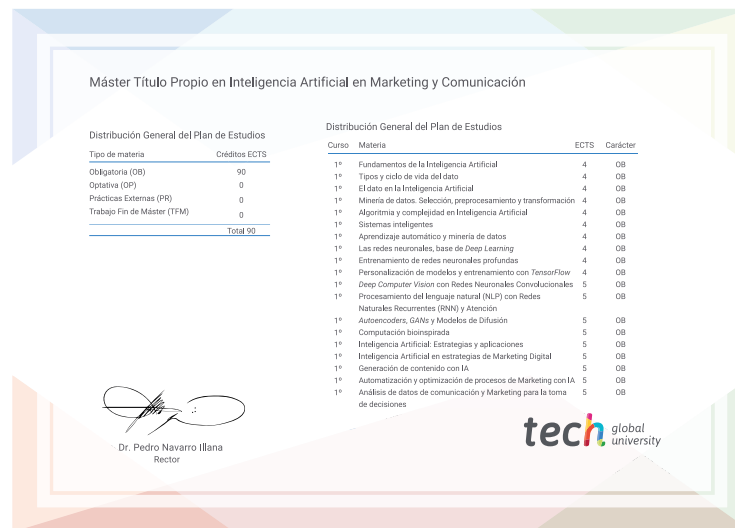 Máster Título Propio en Inteligencia Artificial en Marketing y Comunicación
Distribución General del Plan de Estudios
Tipo de materia Créditos ECTS
Obligatoria (OB) 90
Optativa (OP) 0
Prácticas Externas (PR) 0
Trabajo Fin de Máster (TFM) 0
Total 90
Distribución General del Plan de Estudios
Curso Materia ECTS Carácter
1º Fundamentos de la Inteligencia Artificial 4 OB
1º Tipos y ciclo de vida del dato 4 OB
1º El dato en la Inteligencia Artificial 4 OB
1º Minería de datos. Selección, preprocesamiento y transformación 4 OB
1º Algoritmia y complejidad en Inteligencia Artificial 4 OB
1º Sistemas inteligentes 4 OB
1º Aprendizaje automático y minería de datos 4 OB
1º Las redes neuronales, base de Deep Learning 4 OB
1º Entrenamiento de redes neuronales profundas 4 OB
1º Personalización de modelos y entrenamiento con TensorFlow 4 OB
1º Deep Computer Vision con Redes Neuronales Convolucionales 5 OB
1º Procesamiento del lenguaje natural (NLP) con Redes 5 OB
Naturales Recurrentes (RNN) y Atención
1º Autoencoders, GANs y Modelos de Difusión 5 OB
1º Computación bioinspirada 5 OB
1º Inteligencia Artificial: Estrategias y aplicaciones 5 OB
1º Inteligencia Artificial en estrategias de Marketing Digital 5 OB
1º Generación de contenido con IA 5 OB
1º Automatización y optimización de procesos de Marketing con IA 5 OB
1º Análisis de datos de comunicación y Marketing para la toma 5 OB
de decisiones
Dr. Pedro Navarro Illana
Rector
tech global
university